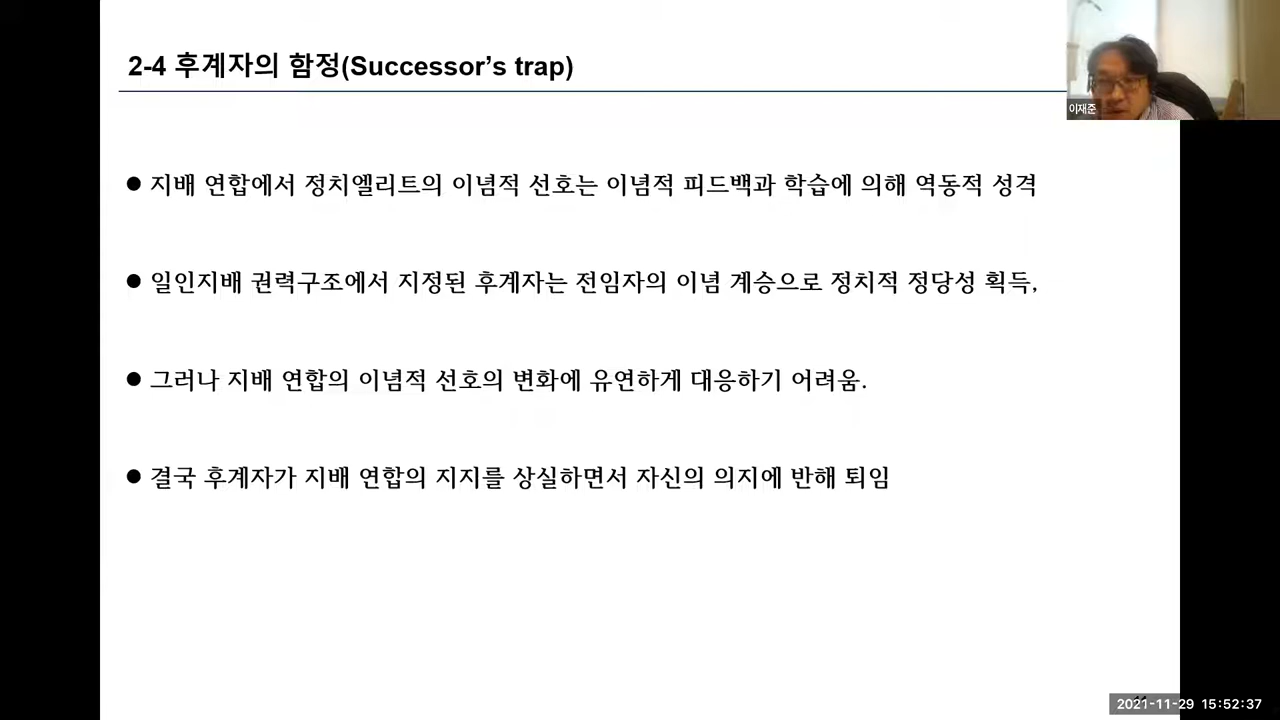 2-4 후계자의 함정(Successor's trap)
이재준
● 지배 연합에서 정치엘리트의 이념적 선호는 이념적 피드백과 학습에 의해 역동적 성격
● 일인지배 권력구조에서 지정된 후계자는 전임자의 이념 계승으로 정치적 정당성 획득,
● 그러나 지배 연합의 이념적 선호의 변화에 유연하게 대응하기 어려움.
● 결국 후계자가 지배 연합의 지지를 상실하면서 자신의 의지에 반해 퇴임
2021-11-29 15:52:37